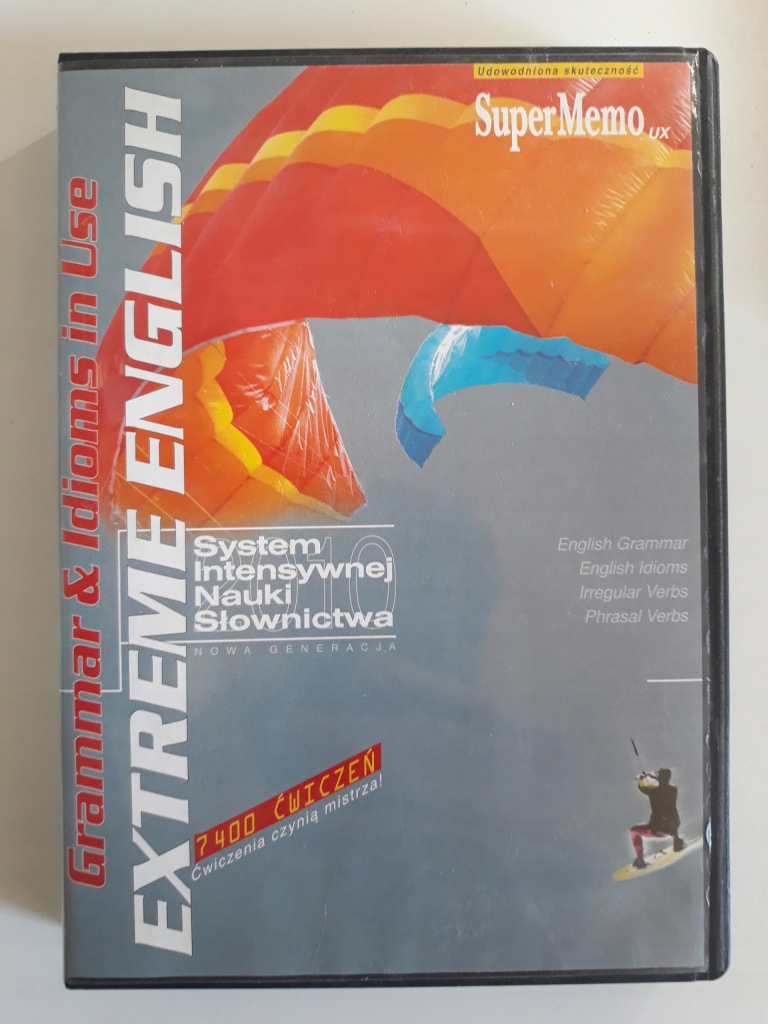 Udowodniona skuteczność
SuperMemo UX
Grammar & Idioms in Use
EXTREME ENGLISH
2010
System
Intensywnej
Nauki
Słownictwa
NOWA GENERACJA
English Grammar
English Idioms
Irregular Verbs
Phrasal Verbs
7400 ĆWICZEŃ
Ćwiczenia czynią mistrza!